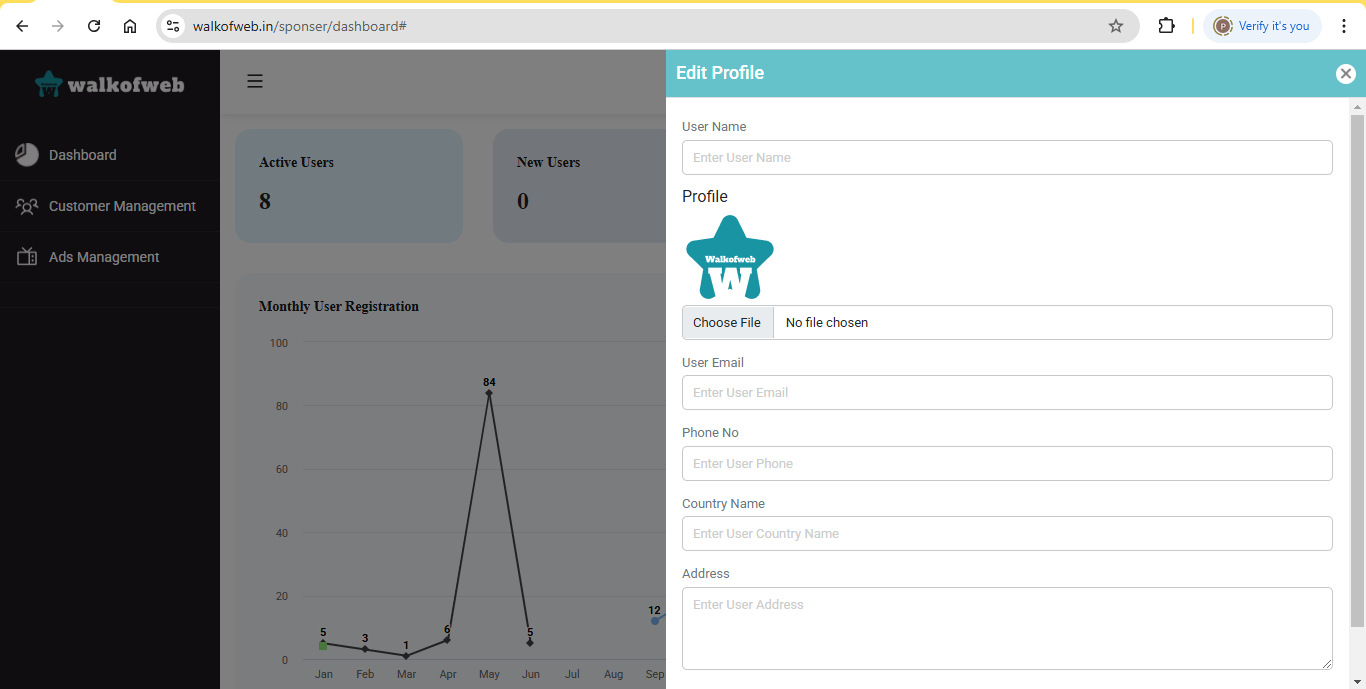 walkofweb.in/sponser/dashboard#
P
Verify it's you
walkofweb
Dashboard
Customer Management
Ads Management
Active Users
8
New Users
0
Monthly User Registration
100
80
60
40
20
0
84
5
3
1
6
5
12
Jan Feb Mar Apr May Jun Jul Aug Sep
Edit Profile
User Name
Enter User Name
Profile
Walkofweb
W
Choose File No file chosen
User Email
Enter User Email
Phone No
Enter User Phone
Country Name
Enter User Country Name
Address
Enter User Address